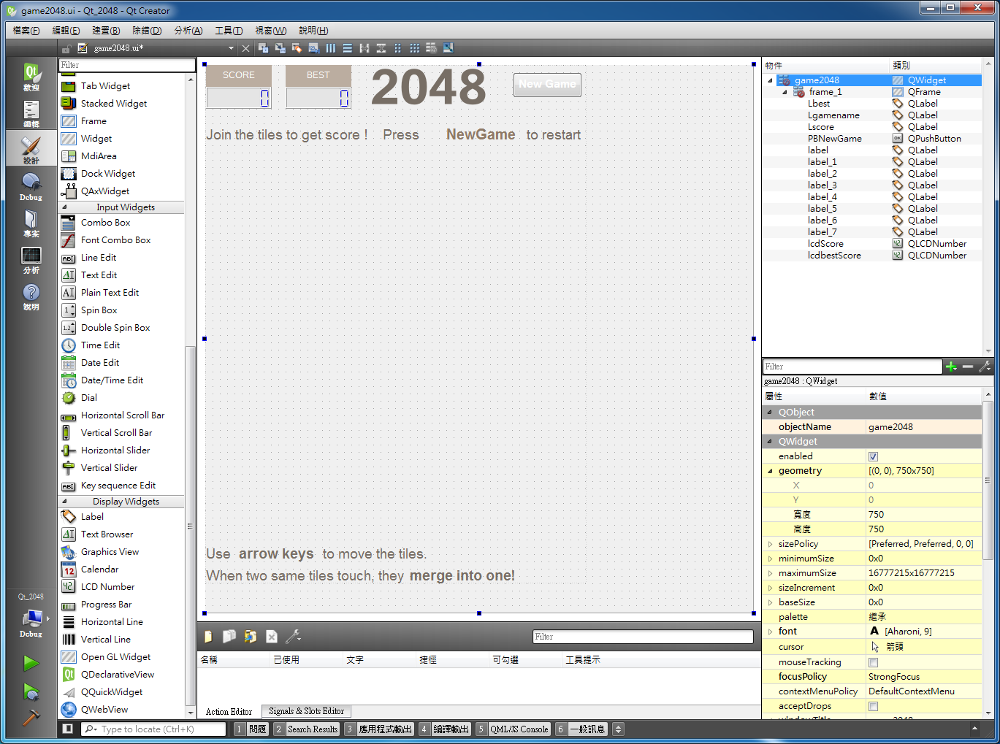 game2048.ui - Qt_2048 - Qt Creator
檔案(F) 編輯(E) 建置(B) 除錯(D) 分析(A) 工具(T) 視窗(W) 說明(H)
game2048.ui*
歡迎
編輯
設計
Debug
專案
分析
說明
Qt_2048
Debug
Filter
Tab Widget
Stacked Widget
Frame
Widget
MdiArea
Dock Widget
QAxWidget
Input Widgets
Combo Box
Font Combo Box
Line Edit
Text Edit
Plain Text Edit
Spin Box
Double Spin Box
Time Edit
Date Edit
Date/Time Edit
Dial
Horizontal Scroll Bar
Vertical Scroll Bar
Horizontal Slider
Vertical Slider
Key sequence Edit
Display Widgets
Label
Text Browser
Graphics View
Calendar
LCD Number
Progress Bar
Horizontal Line
Vertical Line
Open GL Widget
QDeclarativeView
QQuickWidget
QWebView
SCORE BEST 2048 New Game
0 0
Join the tiles to get score ! Press NewGame to restart
Use arrow keys to move the tiles.
When two same tiles touch, they merge into one!
Filter
名稱 已使用 文字 捷徑 可勾選 工具提示
Action Editor Signals & Slots Editor
物件 類別
game2048 QWidget
frame_1 QFrame
Lbest QLabel
Lgamename QLabel
Lscore QLabel
PBNewGame QPushButton
label QLabel
label_1 QLabel
label_2 QLabel
label_3 QLabel
label_4 QLabel
label_5 QLabel
label_6 QLabel
label_7 QLabel
lcdScore QLCDNumber
lcdbestScore QLCDNumber
Filter
game2048 : QWidget
屬性 數值
QObject
objectName game2048
QWidget
enabled
geometry [(0, 0), 750x750]
X 0
Y 0
寬度 750
高度 750
sizePolicy [Preferred, Preferred, 0, 0]
minimumSize 0x0
maximumSize 16777215x16777215
sizeIncrement 0x0
baseSize 0x0
palette 繼承
font A [Aharoni, 9]
cursor 箭頭
mouseTracking
focusPolicy StrongFocus
contextMenuPolicy DefaultContextMenu
acceptDrops
windowTitle 2048
Type to locate (Ctrl+K) 1 問題 2 Search Results 3 應用程式輸出 4 編譯輸出 5 QML/JS Console 6 一般訊息